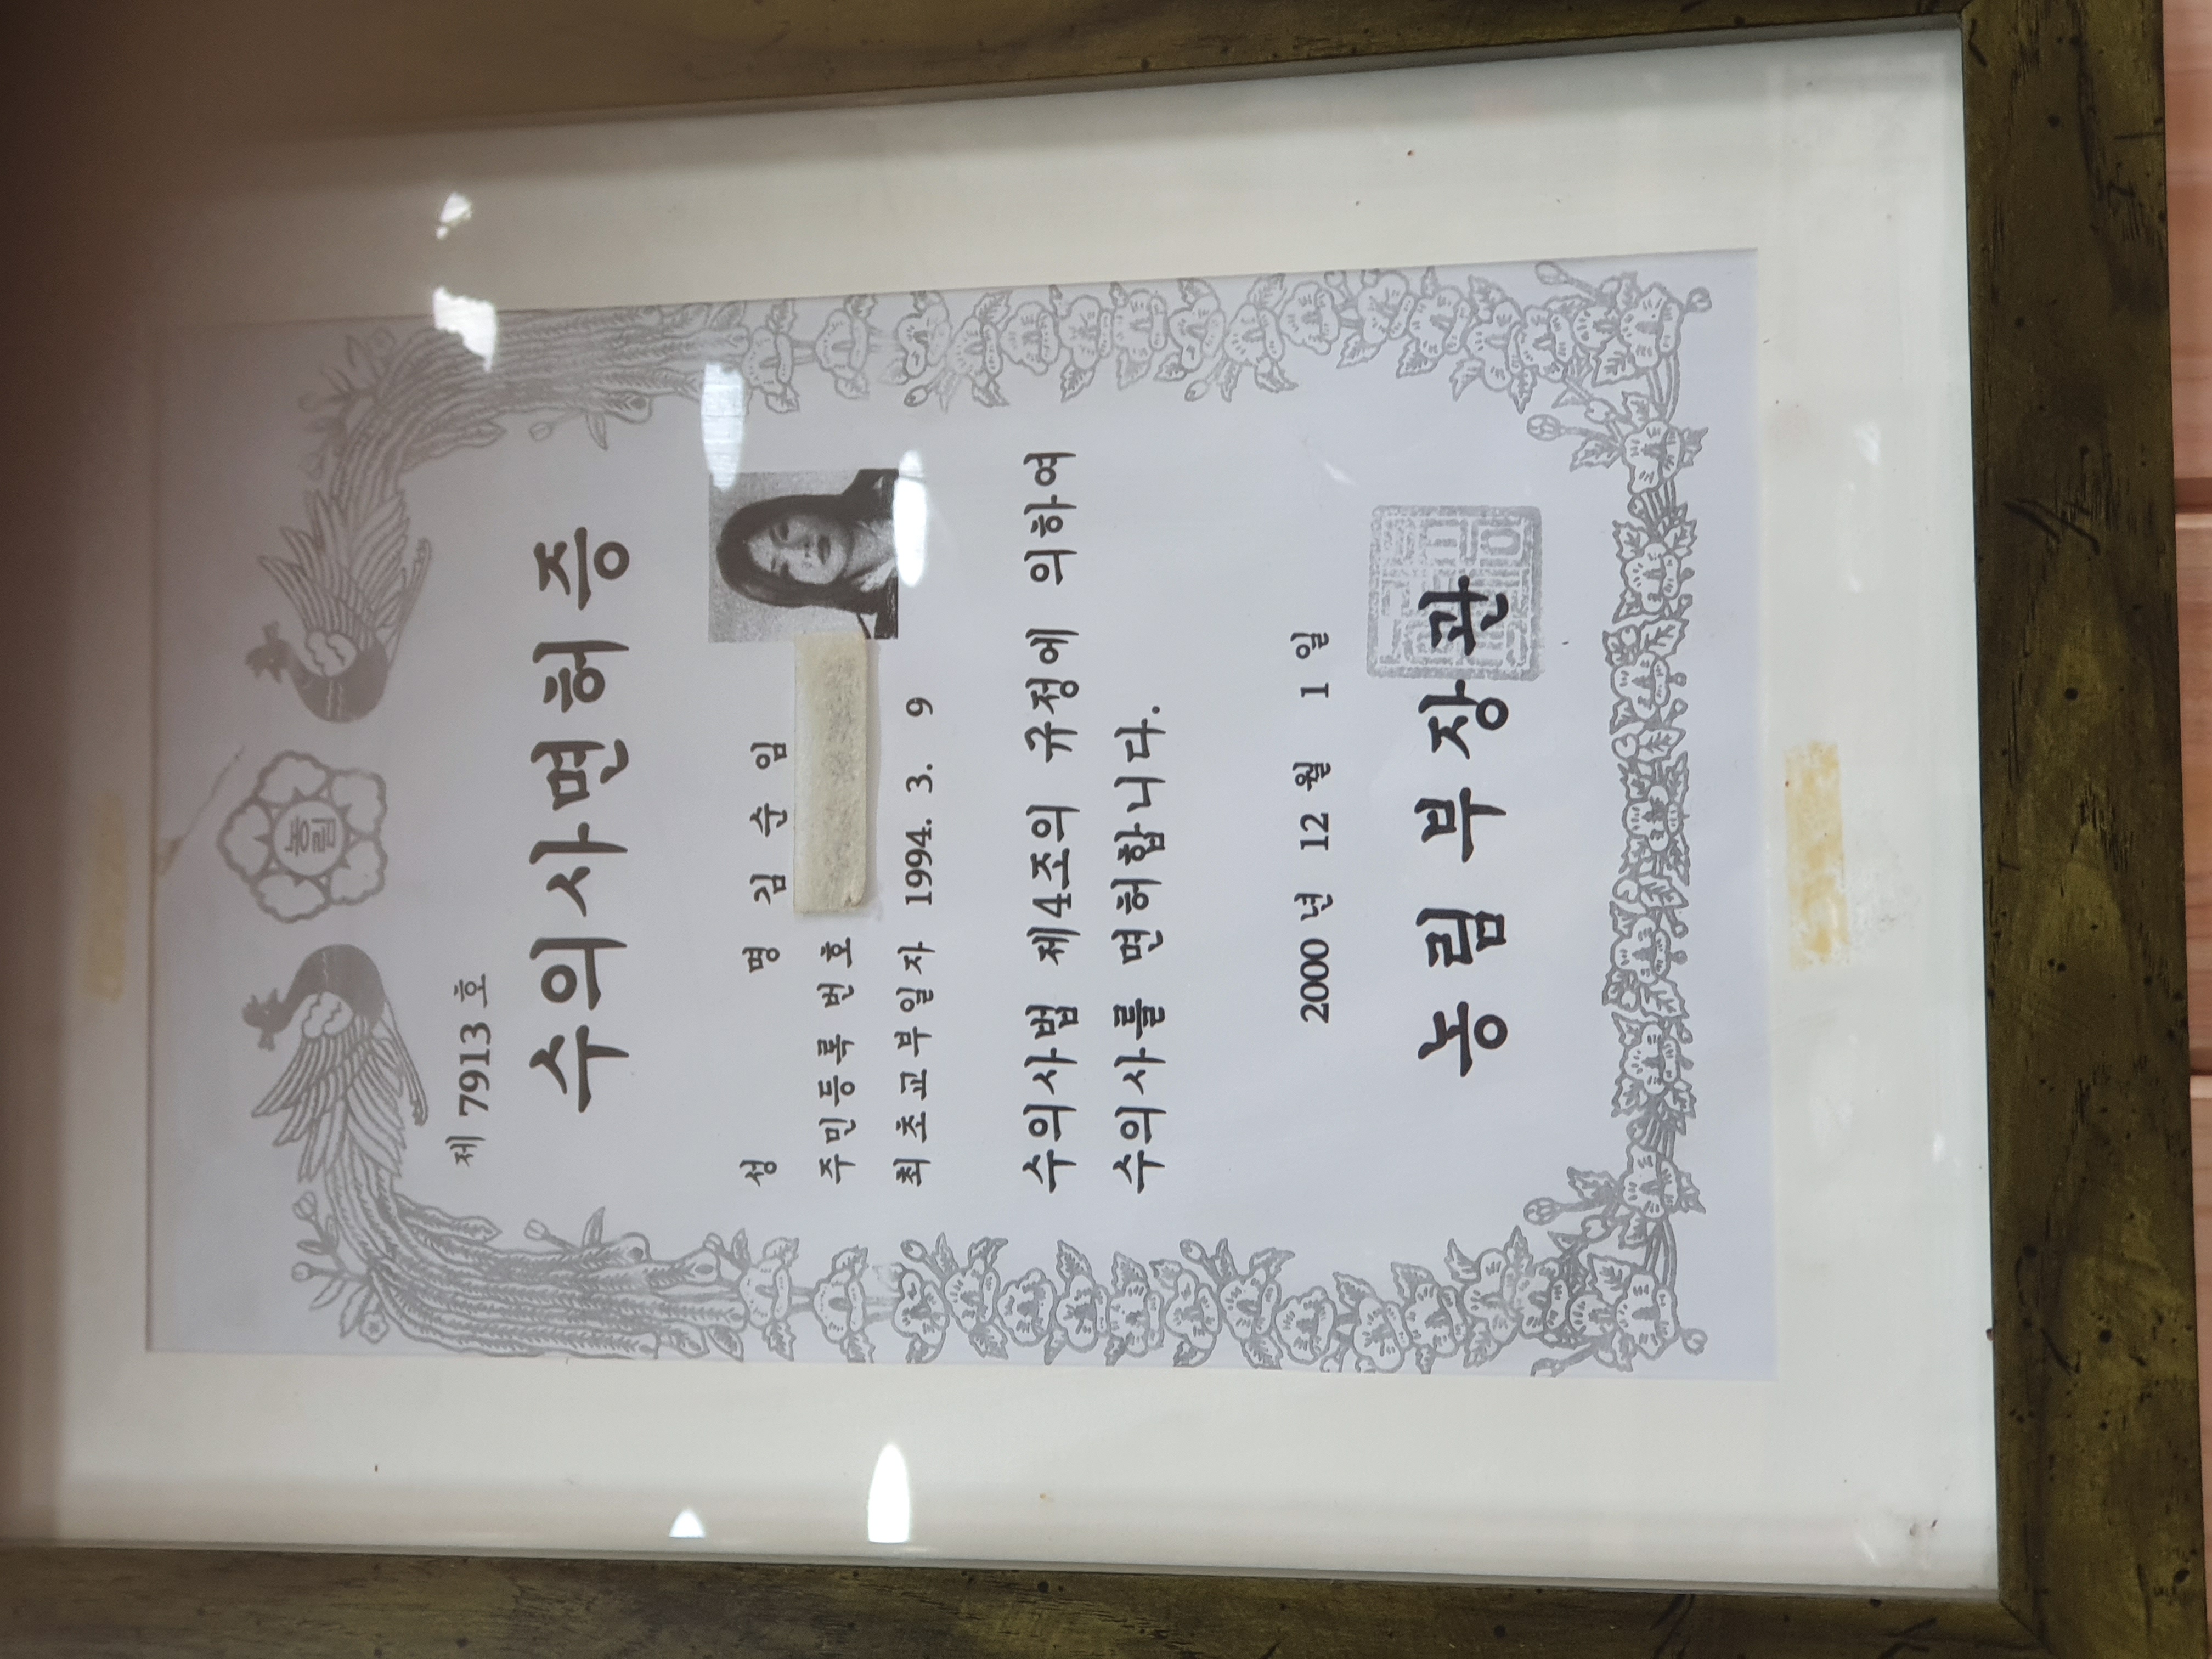 농림
제 7913 호
수의사면허증
성 명 김 순 임
주민등록 번호
최초교부일자 1994. 3. 9
수의사법 제4조의 규정에 의하여
수의사를 면허합니다.
2000 년 12 월 1 일
농림부장관